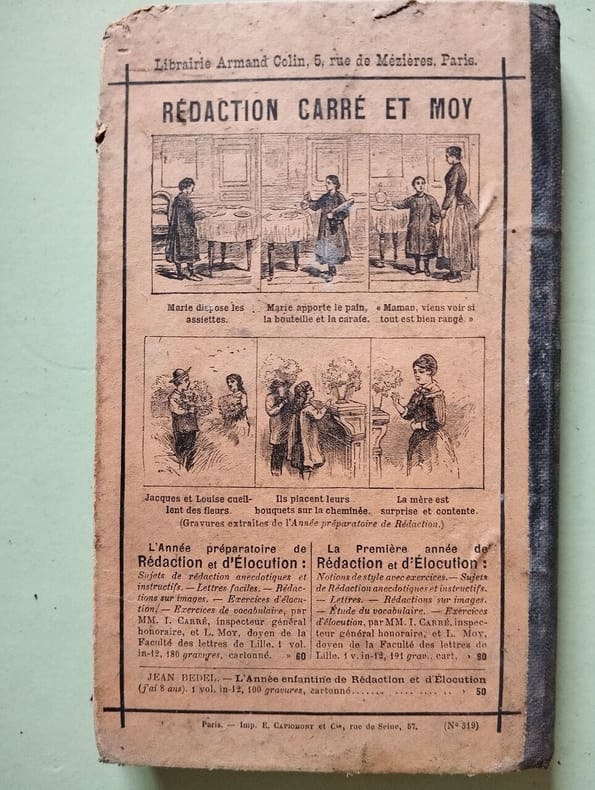 Librairie Armand Colin, 5, rue de Mézières, Paris.
RÉDACTION CARRÉ ET MOY
Marie dispose les
assiettes.
Marie apporte le pain,
la bouteille et la carafe.
« Maman, viens voir si
tout est bien rangé. »
Jacques et Louise cueil-
lent des fleurs.
Ils placent leurs
bouquets sur la cheminée.
La mère est
surprise et contente.
(Gravures extraites de l'Année préparatoire de Rédaction.)
L'Année préparatoire de
Rédaction et d'Élocution :
Sujets de rédaction anecdotiques et
instructifs. — Lettres faciles. — Rédac-
tions sur images. — Exercices d'élocu-
tion. — Exercices de vocabulaire, par
MM. I. CARRÉ, inspecteur général
honoraire, et L. MOY, doyen de la
Faculté des lettres de Lille. 1 vol.
in-12, 180 gravures, cartonné. » 60
La Première année de
Rédaction et d'Élocution :
Notions de style avec exercices. — Sujets
de Rédaction anecdotiques et instructifs.
— Lettres. — Rédactions sur images.
— Étude du vocabulaire. — Exercices
d'élocution, par MM. I. CARRÉ, inspec-
teur général honoraire, et L. MOY,
doyen de la Faculté des lettres de
Lille. 1 v. in-12, 191 grav., cart. » 90
JEAN BEDEL. — L'Année enfantine de Rédaction et d'Élocution
(j'ai 8 ans). 1 vol. in-12, 100 gravures, cartonné....... .... .... .. » 50
Paris. — Imp. E. CAPIOMONT et Cie, rue de Seine, 57. (No 319)